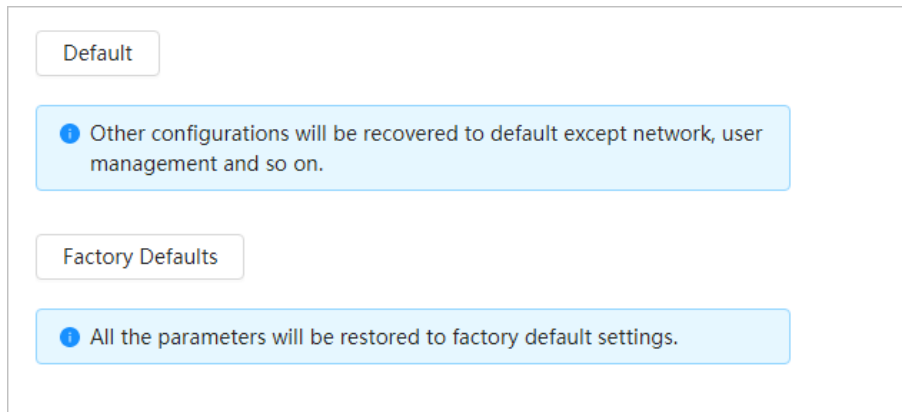 Default
Other configurations will be recovered to default except network, user
management and so on.
Factory Defaults
All the parameters will be restored to factory default settings.